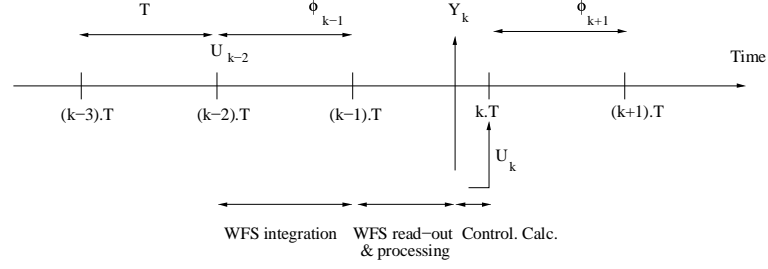 T
ϕ k−1
Y k
ϕ k+1
U k−2
Time
(k−3).T
(k−2).T
(k−1).T
k.T
(k+1).T
U k
WFS integration
WFS read−out & processing
Control. Calc.